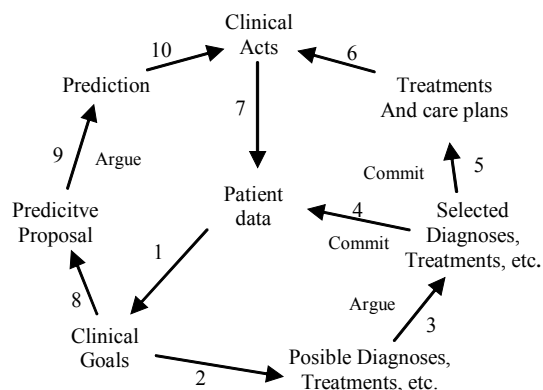 Clinical
Acts
10
6
Prediction
Treatments
And care plans
7
9
Argue
Commit
5
Patient
data
Predicitve
Proposal
4
Commit
Selected
Diagnoses,
Treatments, etc.
1
8
Argue
3
Clinical
Goals
2
Posible Diagnoses,
Treatments, etc.